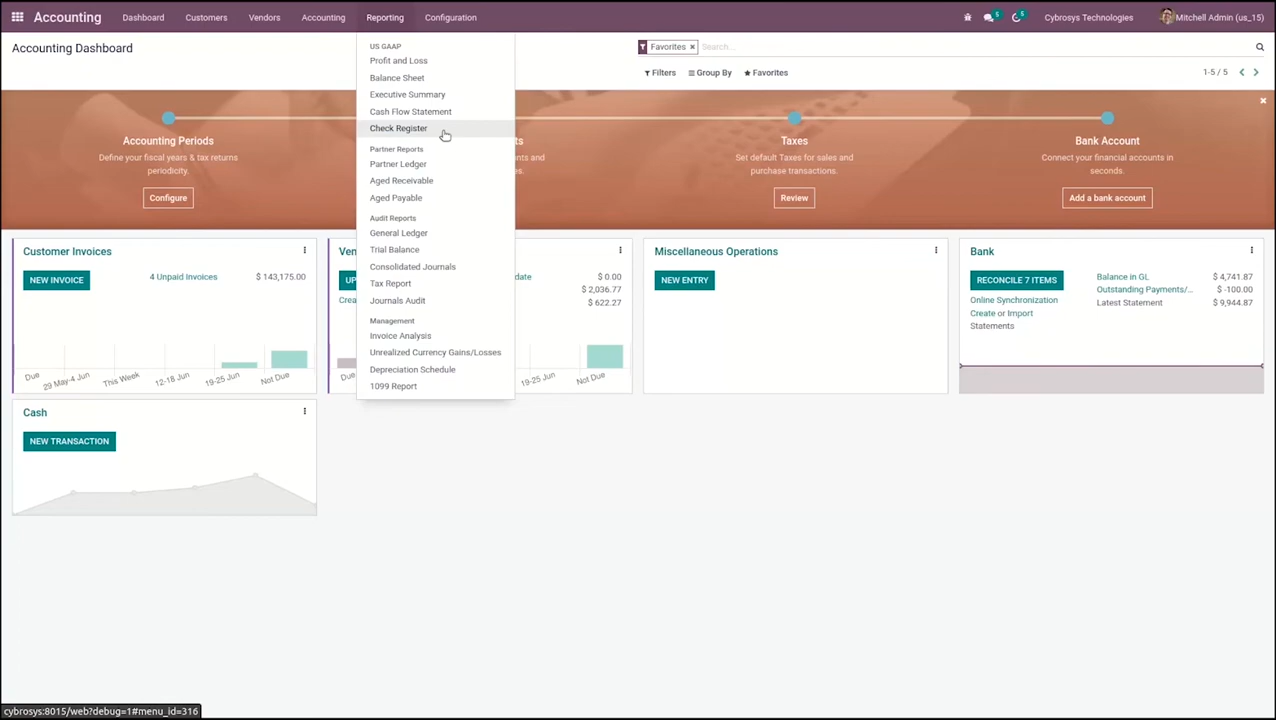 Accounting
Dashboard
Customers
Vendors
Accounting
Reporting
Configuration
5
5
Cybrosys Technologies
Mitchell Admin (us_15)
Accounting Dashboard
Favorites ×
Search...
Filters
Group By
Favorites
1-5 / 5
US GAAP
Profit and Loss
Balance Sheet
Executive Summary
Cash Flow Statement
Check Register
Partner Reports
Partner Ledger
Aged Receivable
Aged Payable
Audit Reports
General Ledger
Trial Balance
Consolidated Journals
Tax Report
Journals Audit
Management
Invoice Analysis
Unrealized Currency Gains/Losses
Depreciation Schedule
1099 Report
Accounting Periods
Define your fiscal years & tax returns
periodicity.
Configure
Taxes
Set default Taxes for sales and
purchase transactions.
Review
Bank Account
Connect your financial accounts in
seconds.
Add a bank account
Customer Invoices
NEW INVOICE
4 Unpaid Invoices
$ 143,175.00
Due
29 May-4 Jun
This Week
12-18 Jun
19-25 Jun
Not Due
$ 0.00
$ 2,036.77
$ 622.27
19-25 Jun
Not Due
Miscellaneous Operations
NEW ENTRY
Bank
RECONCILE 7 ITEMS
Online Synchronization
Create or Import
Statements
Balance in GL
$ 4,741.87
Outstanding Payments/...
$ -100.00
Latest Statement
$ 9,944.87
Cash
NEW TRANSACTION
cybrosys:8015/web?debug=1#menu_id=316